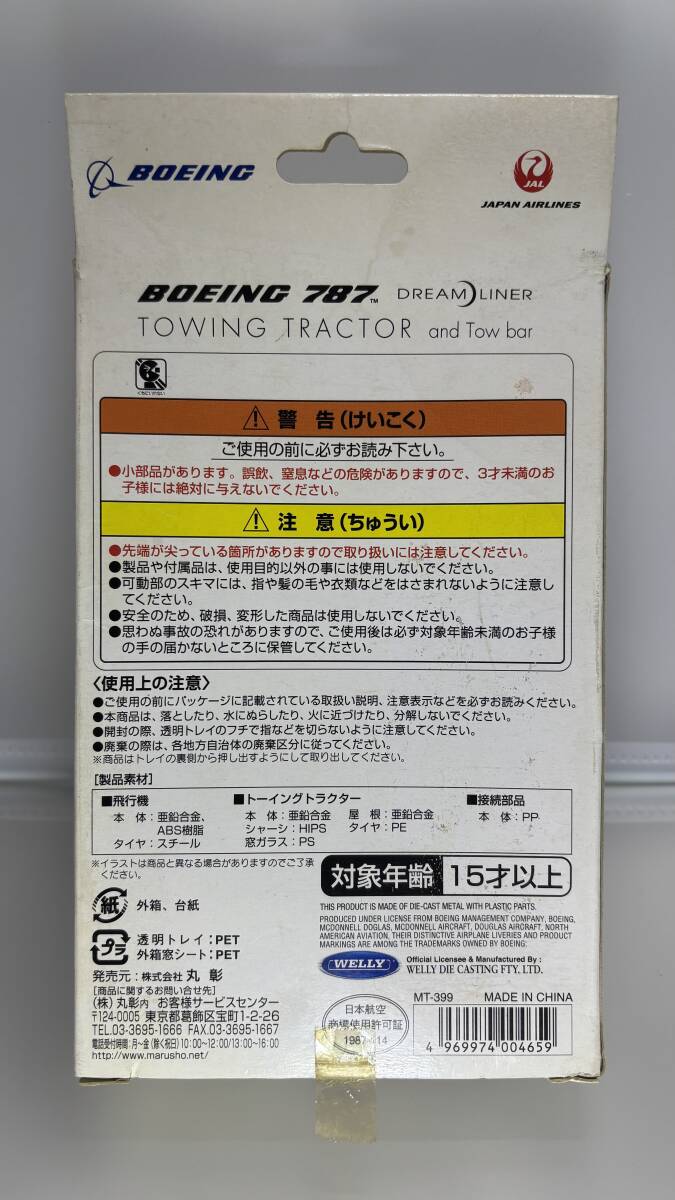 BOEING
JAL
JAPAN AIRLINES
BOEING 787™ DREAMLINER
TOWING TRACTOR and Tow bar
くちにいれない
警 告(けいこく)
ご使用の前に必ずお読み下さい。
●小部品があります。誤飲、窒息などの危険がありますので、3才未満のお
子様には絶対に与えないでください。
注 意(ちゅうい)
●先端が尖っている箇所がありますので取り扱いには注意してください。
●製品や付属品は、使用目的以外の事には使用しないでください。
●可動部のスキマには、指や髪の毛や衣類などをはさまれないように注意し
てください。
●安全のため、破損、変形した商品は使用しないでください。
●思わぬ事故の恐れがありますので、ご使用後は必ず対象年齢未満のお子様
の手の届かないところに保管してください。
〈使用上の注意〉
●ご使用の前にパッケージに記載されている取扱い説明、注意表示などを必ずお読みください。
●本商品は、落としたり、水にぬらしたり、火に近づけたり、分解しないでください。
●開封の際、透明トレイのフチで指などを切らないように注意してください。
●廃棄の際は、各地方自治体の廃棄区分に従ってください。
※商品はトレイの裏側から押し出すようにして取り出してください。
[製品素材]
■飛行機
本 体：亜鉛合金、
ABS樹脂
タイヤ：スチール
■トーイングトラクター
本 体：亜鉛合金 屋 根：亜鉛合金
シャーシ：HIPS タイヤ：PE
窓ガラス：PS
■接続部品
本 体：PP
※イラストは商品と異なる場合がありますのでご了承
ください。
対象年齢 15才以上
紙 外箱、台紙
プラ 透明トレイ：PET
外箱窓シート：PET
THIS PRODUCT IS MADE OF DIE-CAST METAL WITH PLASTIC PARTS.
PRODUCED UNDER LICENSE FROM BOEING MANAGEMENT COMPANY, BOEING,
MCDONNELL DOGLAS, MCDONNELL AIRCRAFT, DOUGLAS AIRCRAFT, NORTH
AMERICAN AVIATION, THEIR DISTINCTIVE AIRPLANE LIVERIES AND PRODUCT
MARKINGS ARE AMONG THE TRADEMARKS OWNED BY BOEING:
WELLY
Official Licensee & Manufactured By :
WELLY DIE CASTING FTY. LTD.
発売元：株式会社 丸 彰
[商品に関するお問い合せ先]
(株)丸彰内 お客様サービスセンター
〒124-0005 東京都葛飾区宝町1-2-26
TEL.03-3695-1666 FAX.03-3695-1667
電話受付時間：月〜金(除く祝日)10:00〜12:00/13:00〜16:00
http://www.marusho.net/
日本航空
商標使用許可証
MT-399 MADE IN CHINA
4 969974 004659